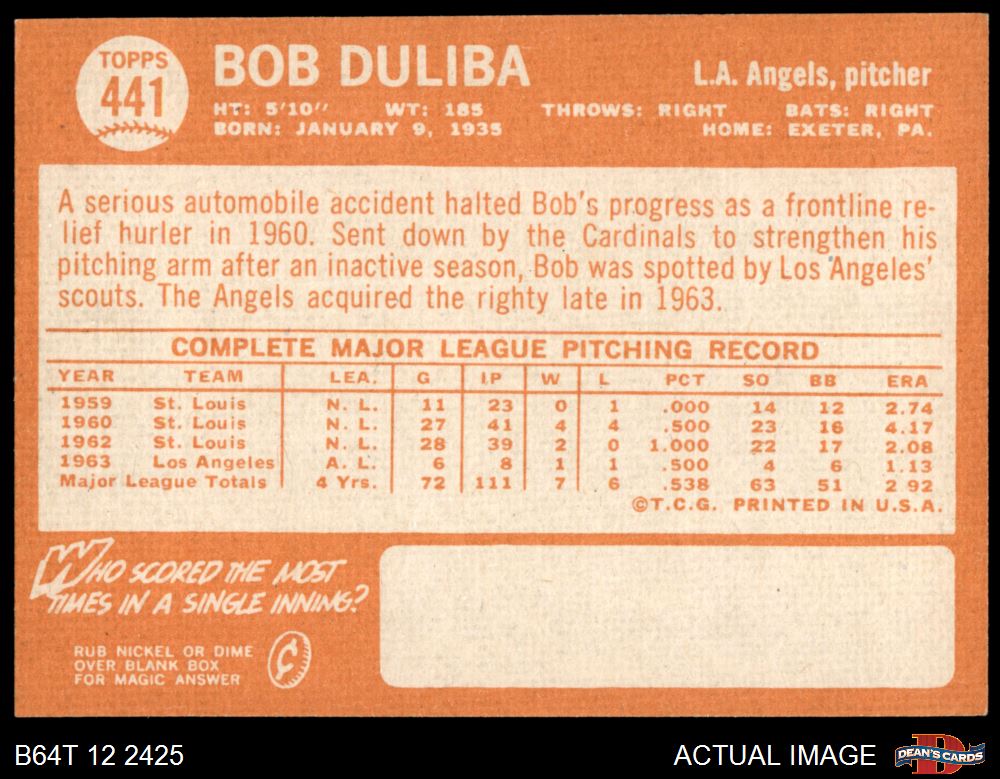 TOPPS
441
BOB DULIBA
L.A. Angels, pitcher
HT: 5'10" WT: 185 THROWS: RIGHT BATS: RIGHT
BORN: JANUARY 9, 1935 HOME: EXETER, PA.
A serious automobile accident halted Bob's progress as a frontline re-
lief hurler in 1960. Sent down by the Cardinals to strengthen his
pitching arm after an inactive season, Bob was spotted by Los Angeles'
scouts. The Angels acquired the righty late in 1963.
COMPLETE MAJOR LEAGUE PITCHING RECORD
YEAR TEAM LEA. G IP W L PCT SO BB ERA
1959 St. Louis N. L. 11 23 0 1 .000 14 12 2.74
1960 St. Louis N. L. 27 41 4 4 .500 23 16 4.17
1962 St. Louis N. L. 28 39 2 0 1.000 22 17 2.08
1963 Los Angeles A. L. 6 8 1 1 .500 4 6 1.13
Major League Totals 4 Yrs. 72 111 7 6 .538 63 51 2 92
©T.C.G. PRINTED IN U.S.A.
WHO SCORED THE MOST
TIMES IN A SINGLE INNING?
RUB NICKEL OR DIME
OVER BLANK BOX
FOR MAGIC ANSWER
¢
B64T 12 2425
ACTUAL IMAGE
DEAN'S CARDS